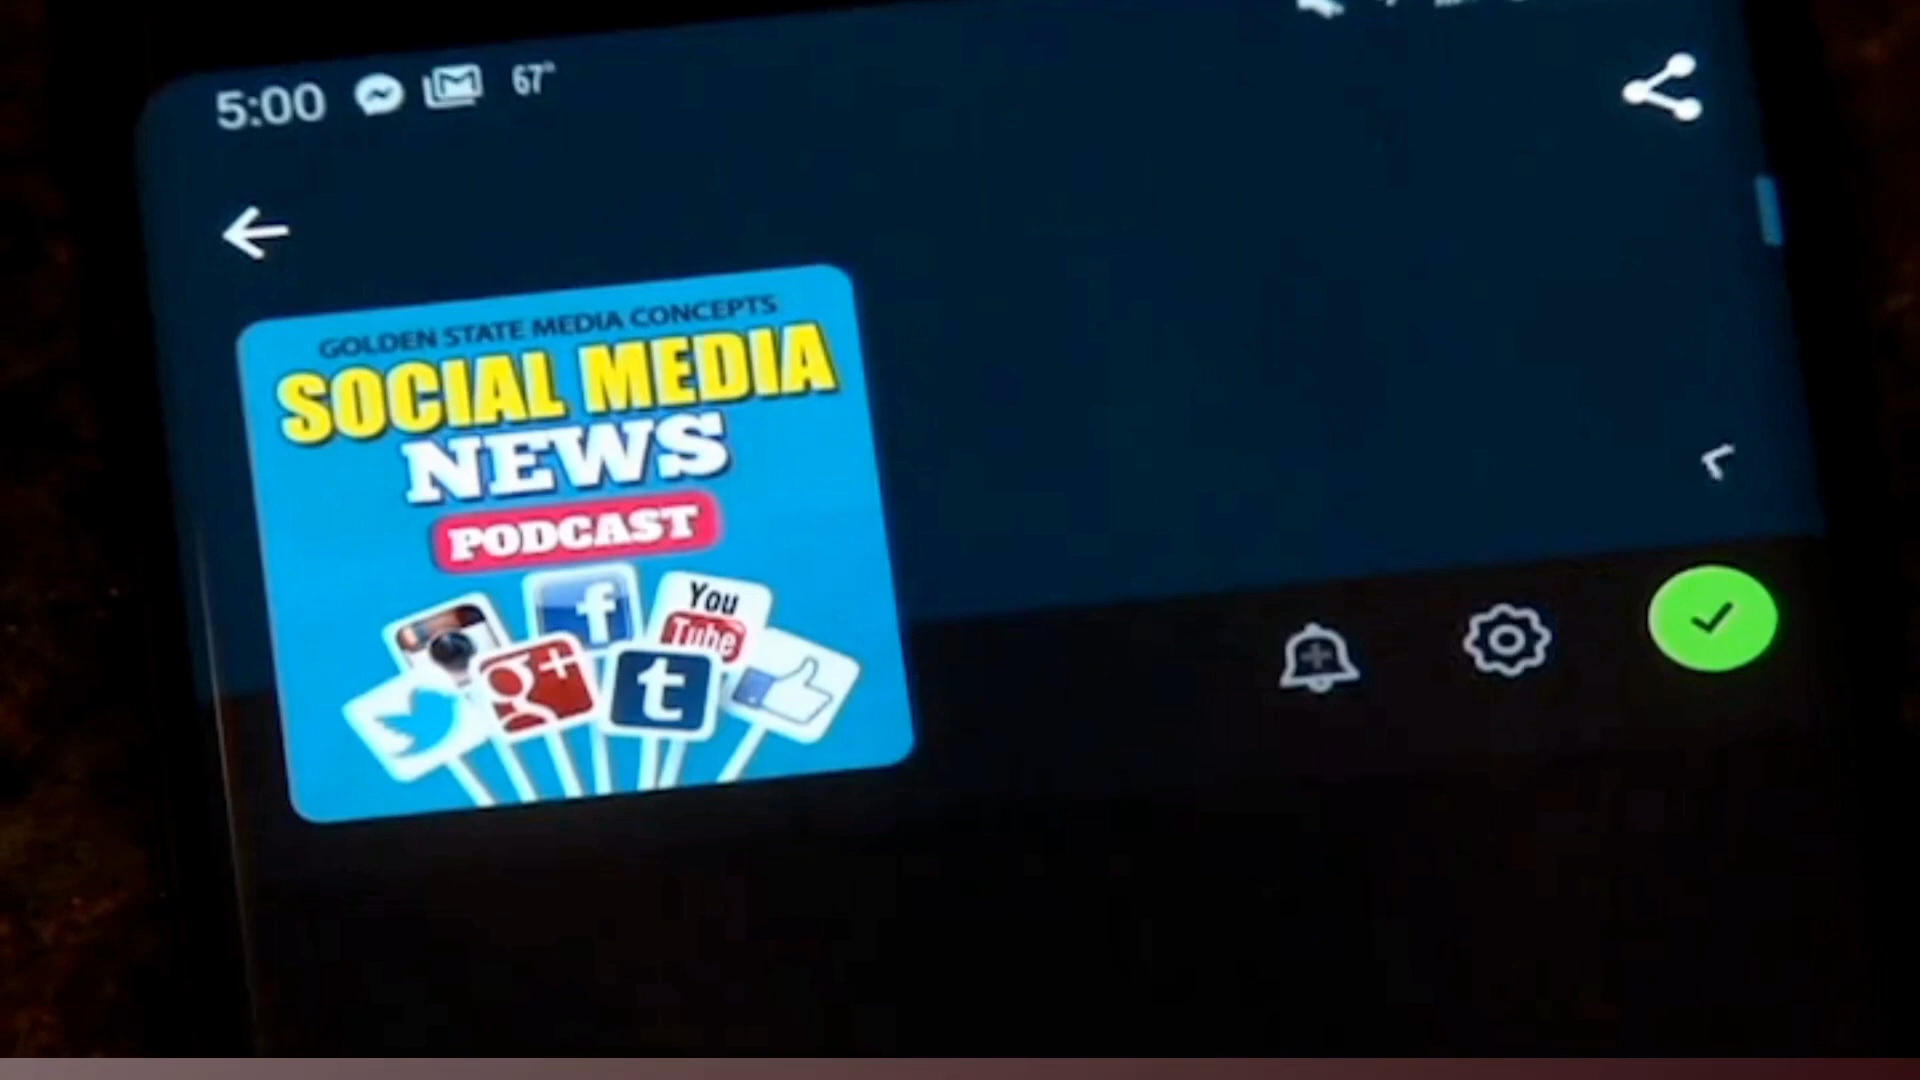 5:00 67°
GOLDEN STATE MEDIA CONCEPTS
SOCIAL MEDIA
NEWS
PODCAST
f
You
Tube
g+
t